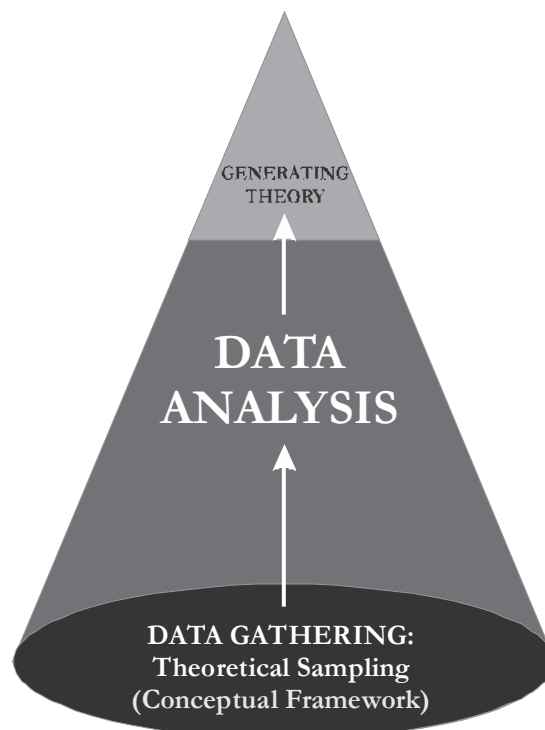 GENERATING
THEORY
DATA
ANALYSIS
DATA GATHERING:
Theoretical Sampling
(Conceptual Framework)